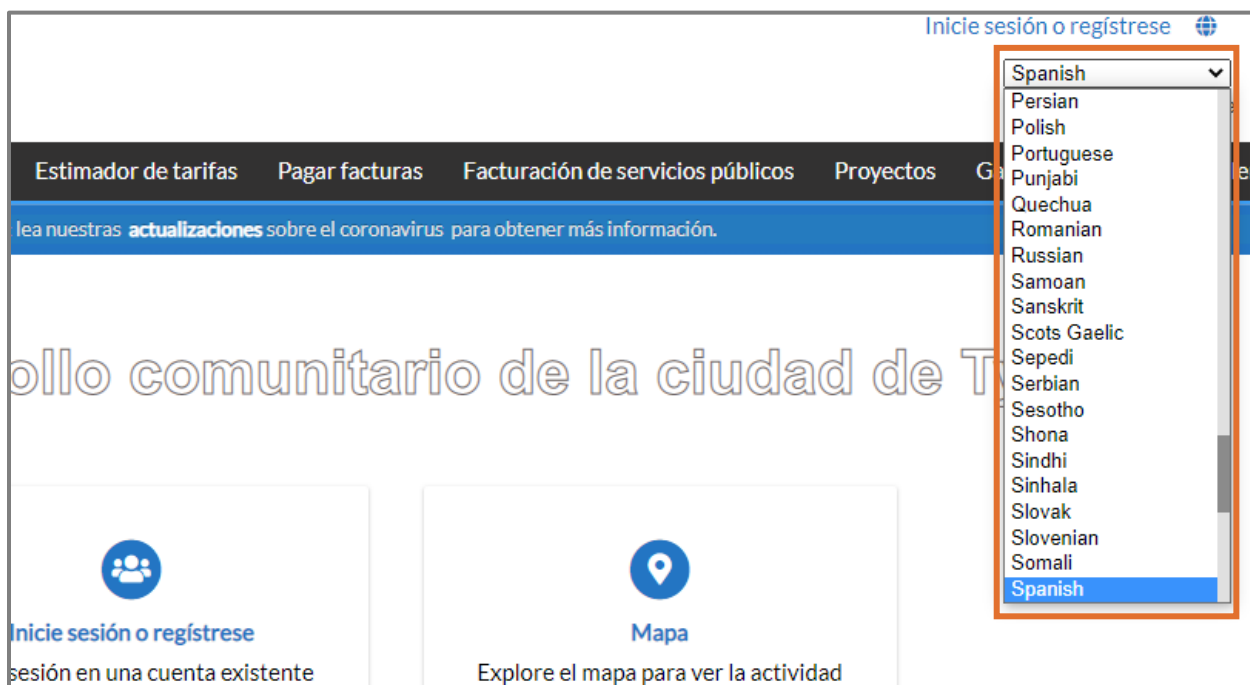 Inicie sesión o regístrese
Spanish
Persian
Polish
Portuguese
Punjabi
Quechua
Romanian
Russian
Samoan
Sanskrit
Scots Gaelic
Sepedi
Serbian
Sesotho
Shona
Sindhi
Sinhala
Slovak
Slovenian
Somali
Spanish
Estimador de tarifas Pagar facturas Facturación de servicios públicos Proyectos
lea nuestras actualizaciones sobre el coronavirus para obtener más información.
ollo comunitario de la ciudad de
Inicie sesión o regístrese
sesión en una cuenta existente
Mapa
Explore el mapa para ver la actividad